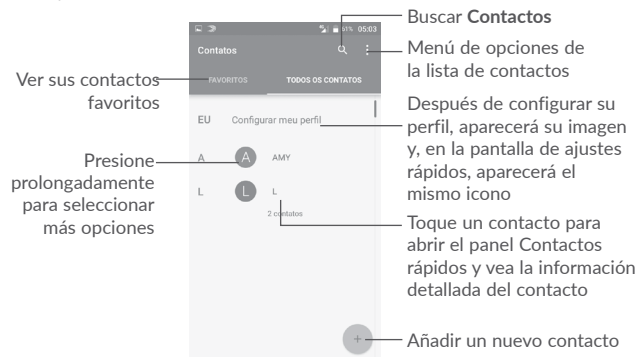 Buscar Contactos
61% 05:03
Contatos
Menú de opciones de
la lista de contactos
Ver sus contactos
favoritos
FAVORITOS
TODOS OS CONTATOS
EU
Configurar meu perfil
Después de configurar su
perfil, aparecerá su imagen
y, en la pantalla de ajustes
rápidos, aparecerá el
mismo icono
Presione
prolongadamente
para seleccionar
más opciones
A A AMY
L L L
2 contatos
Toque un contacto para
abrir el panel Contactos
rápidos y vea la información
detallada del contacto
+
Añadir un nuevo contacto